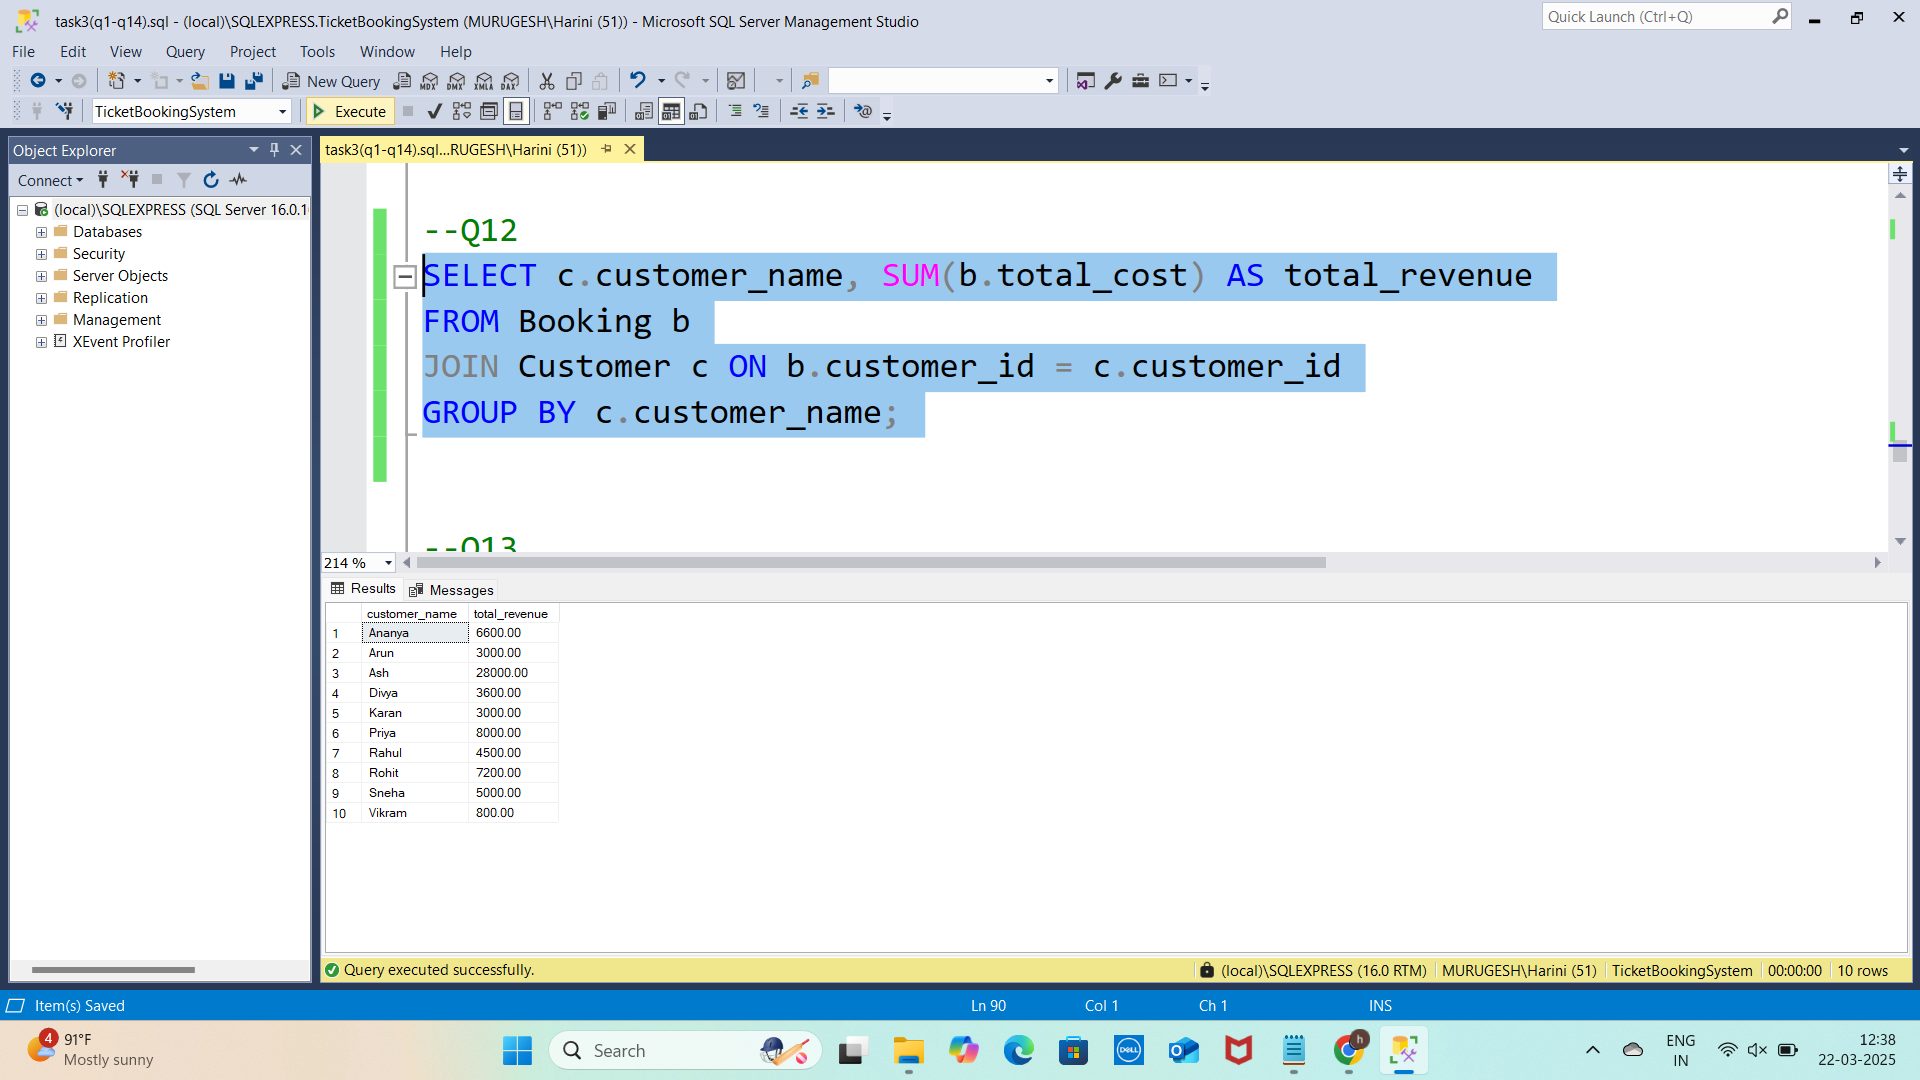 task3(q1-q14).sql - (local)\SQLEXPRESS.TicketBookingSystem (MURUGESH\Harini (51)) - Microsoft SQL Server Management Studio
Quick Launch (Ctrl+Q)
File Edit View Query Project Tools Window Help
New Query MDX DMX XMLA DAX
TicketBookingSystem Execute
Object Explorer
task3(q1-q14).sql...RUGESH\Harini (51))
Connect
(local)\SQLEXPRESS (SQL Server 16.0.1
Databases
Security
Server Objects
Replication
Management
XEvent Profiler
--Q12
SELECT c.customer_name, SUM(b.total_cost) AS total_revenue
FROM Booking b
JOIN Customer c ON b.customer_id = c.customer_id
GROUP BY c.customer_name;
--Q13
214 %
Results Messages
customer_name total_revenue
1 Ananya 6600.00
2 Arun 3000.00
3 Ash 28000.00
4 Divya 3600.00
5 Karan 3000.00
6 Priya 8000.00
7 Rahul 4500.00
8 Rohit 7200.00
9 Sneha 5000.00
10 Vikram 800.00
Query executed successfully. (local)\SQLEXPRESS (16.0 RTM) MURUGESH\Harini (51) TicketBookingSystem 00:00:00 10 rows
Item(s) Saved Ln 90 Col 1 Ch 1 INS
4 91°F
Mostly sunny
Search
DELL
h
ENG
IN
12:38
22-03-2025